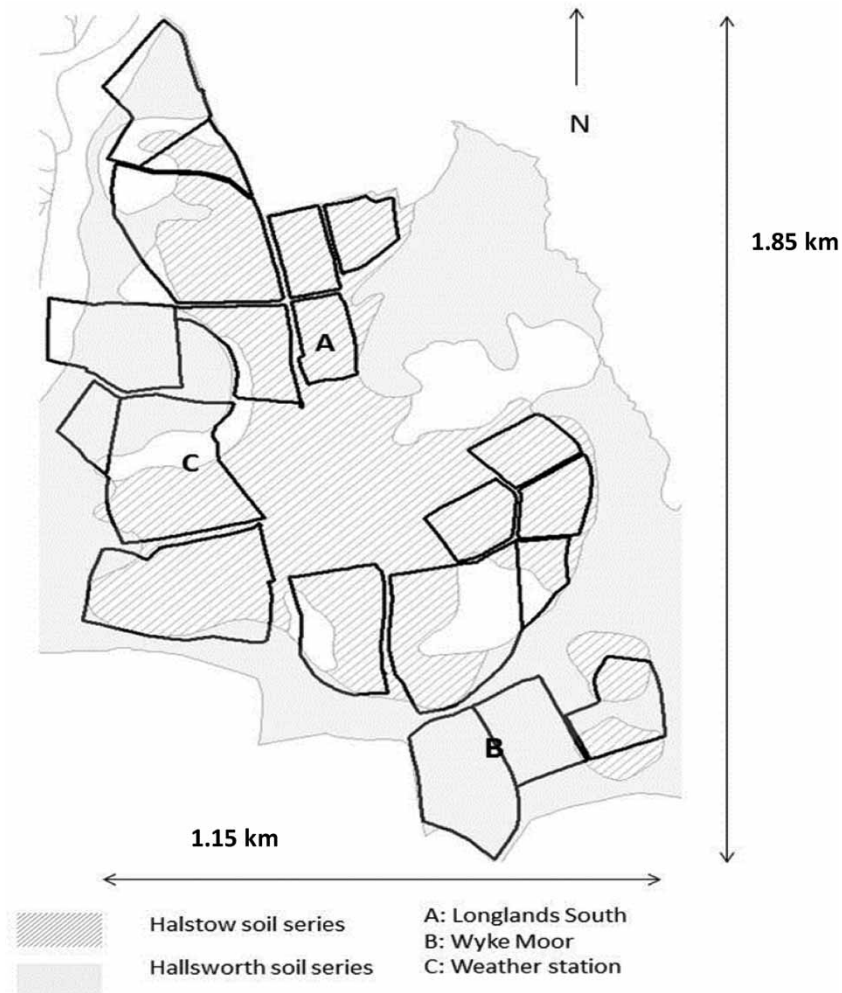 N
1.85 km
A
C
B
1.15 km
Halstow soil series
Hallsworth soil series
A: Longlands South
B: Wyke Moor
C: Weather station